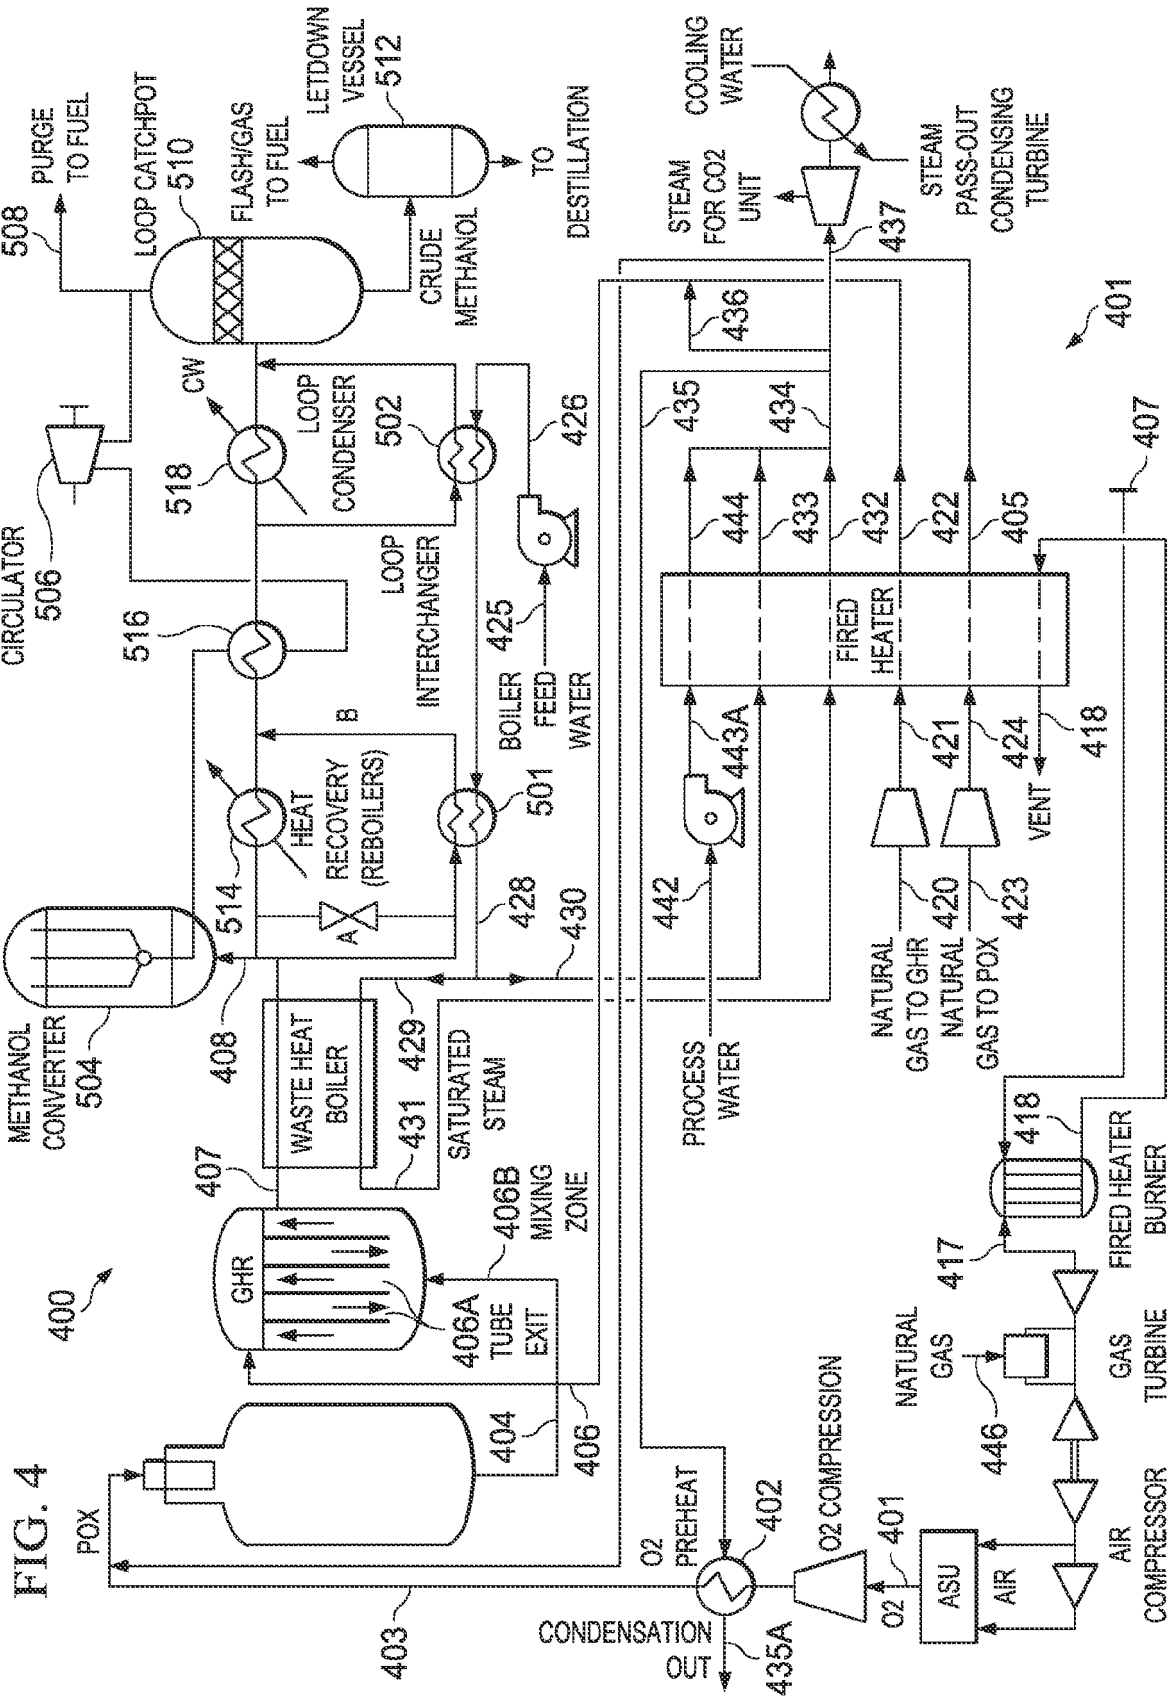 FIG. 4
400
POX
403
404
406
GHR
406A
TUBE
EXIT
406B
MIXING
ZONE
407
WASTE HEAT
BOILER
431
SATURATED
STEAM
429
408
METHANOL
CONVERTER
504
514
HEAT
RECOVERY
(REBOILERS)
A
B
428
430
501
516
LOOP
INTERCHANGER
CIRCULATOR
506
518
CW
LOOP
CONDENSER
502
426
425
BOILER
FEED
WATER
508
PURGE
TO FUEL
LOOP CATCHPOT
510
FLASH/GAS
TO FUEL
LETDOWN
VESSEL
512
CRUDE
METHANOL
TO
DESTILLATION
O2
PREHEAT
402
CONDENSATION
OUT
435A
O2 COMPRESSION
401
O2
ASU
AIR
AIR
COMPRESSOR
NATURAL
GAS
446
GAS
TURBINE
417
418
FIRED HEATER
BURNER
PROCESS
WATER
442
443A
NATURAL
GAS TO GHR
420
NATURAL
GAS TO POX
423
421
424
418
VENT
FIRED
HEATER
444
433
432
422
405
407
434
435
436
437
STEAM
FOR CO2
UNIT
COOLING
WATER
STEAM
PASS-OUT
CONDENSING
TURBINE
401